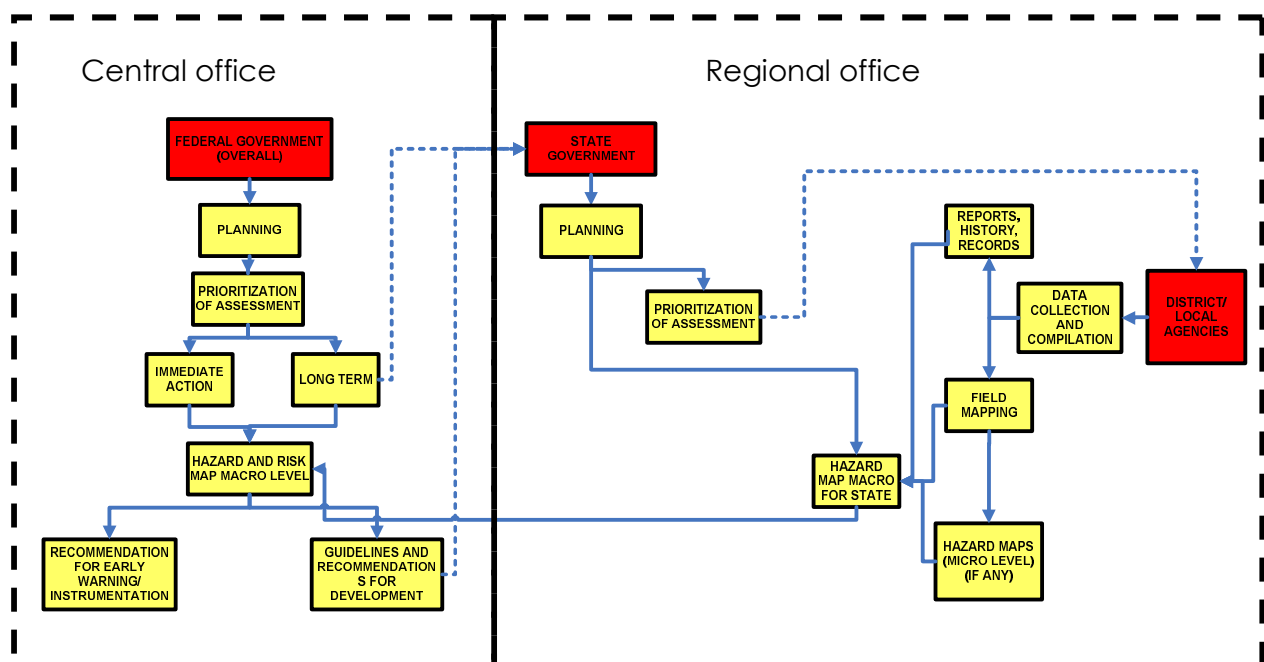 Central office
Regional office
FEDERAL GOVERNMENT
(OVERALL)
PLANNING
PRIORITIZATION
OF ASSESSMENT
IMMEDIATE
ACTION
LONG TERM
HAZARD AND RISK
MAP MACRO LEVEL
RECOMMENDATION
FOR EARLY
WARNING/
INSTRUMENTATION
GUIDELINES AND
RECOMMENDATION
S FOR
DEVELOPMENT
STATE
GOVERNMENT
PLANNING
PRIORITIZATION
OF ASSESSMENT
HAZARD
MAP MACRO
FOR STATE
REPORTS,
HISTORY,
RECORDS
DATA
COLLECTION
AND
COMPILATION
DISTRICT/
LOCAL
AGENCIES
FIELD
MAPPING
HAZARD MAPS
(MICRO LEVEL)
(IF ANY)